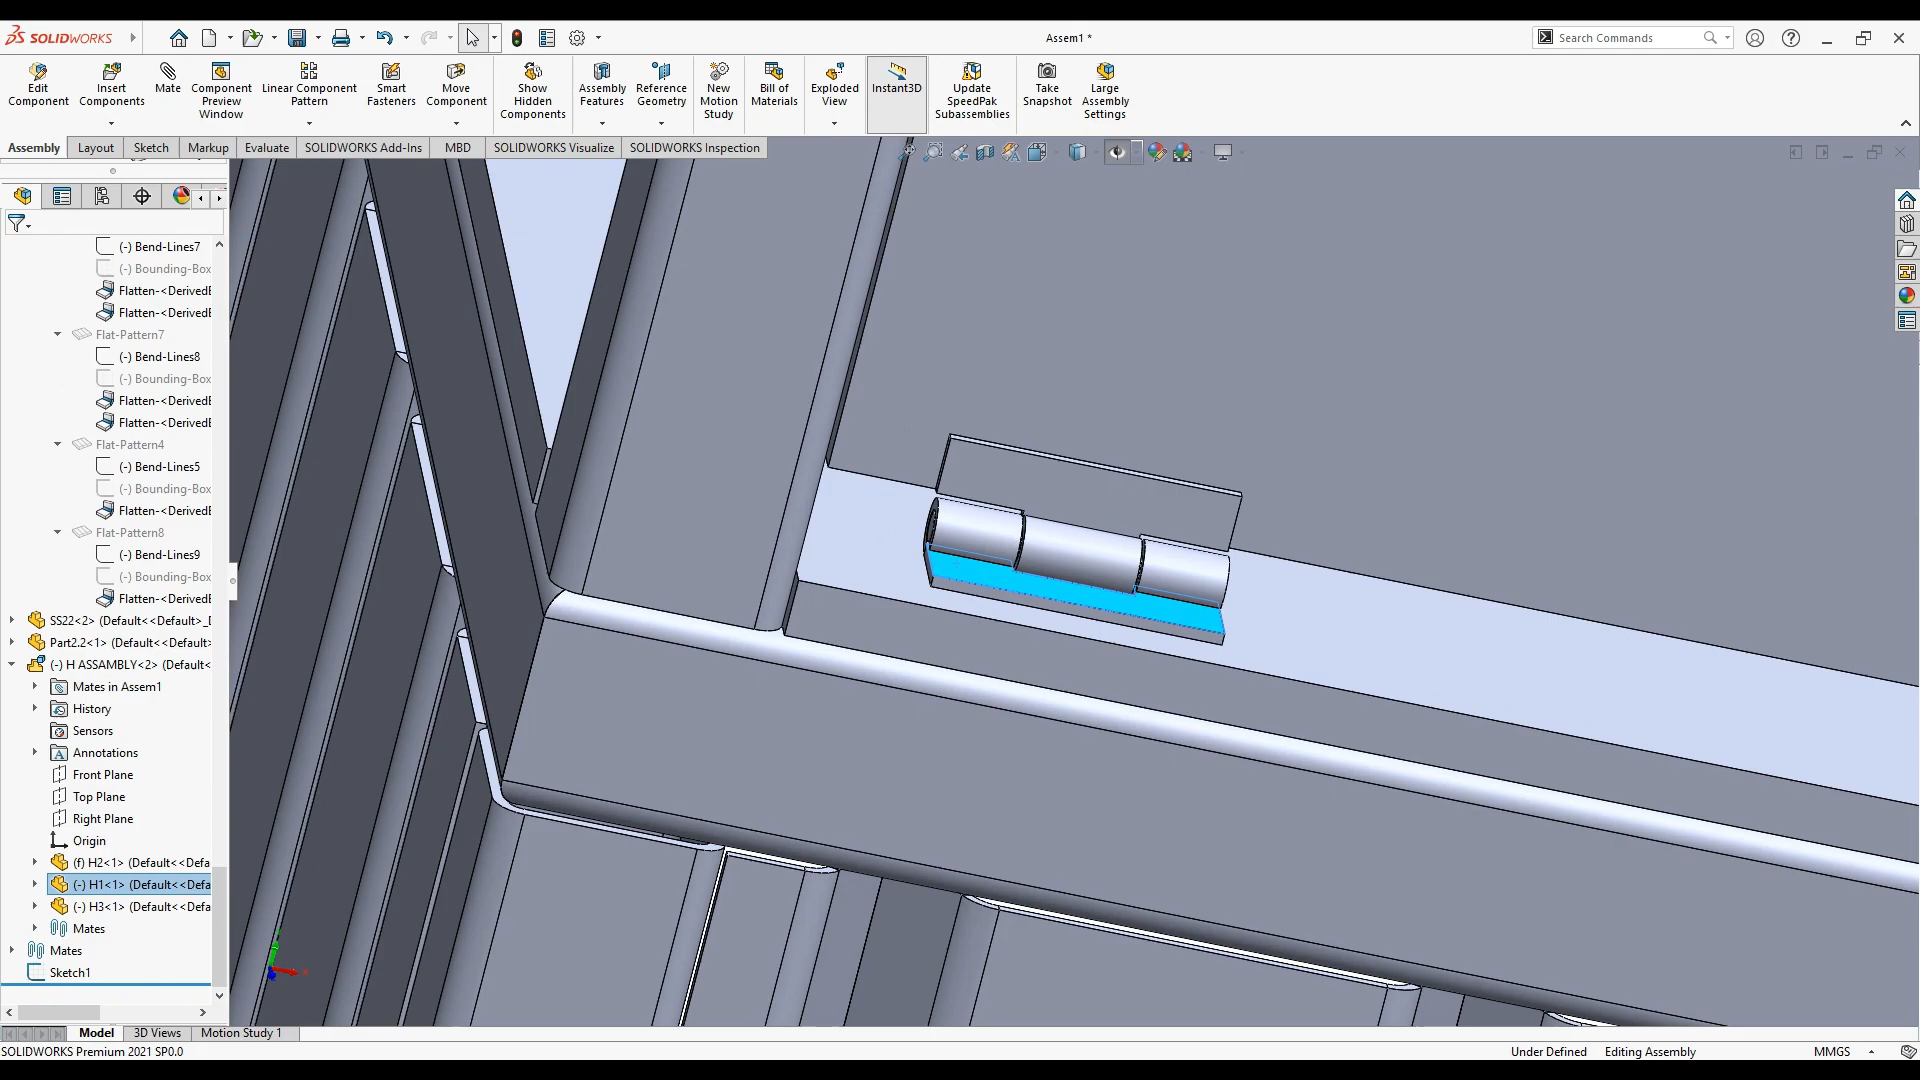 SOLIDWORKS
Assem1 *
Search Commands
Edit Component
Insert Components
Mate
Component Preview Window
Linear Component Pattern
Smart Fasteners
Move Component
Show Hidden Components
Assembly Features
Reference Geometry
New Motion Study
Bill of Materials
Exploded View
Instant3D
Update SpeedPak Subassemblies
Take Snapshot
Large Assembly Settings
Assembly
Layout
Sketch
Markup
Evaluate
SOLIDWORKS Add-Ins
MBD
SOLIDWORKS Visualize
SOLIDWORKS Inspection
(-) Bend-Lines7
(-) Bounding-Box
Flatten-<DerivedB
Flatten-<DerivedB
Flat-Pattern7
(-) Bend-Lines8
(-) Bounding-Box
Flatten-<DerivedB
Flatten-<DerivedB
Flat-Pattern4
(-) Bend-Lines5
(-) Bounding-Box
Flatten-<DerivedB
Flat-Pattern8
(-) Bend-Lines9
(-) Bounding-Box
Flatten-<DerivedB
SS22<2> (Default<<Default>_D
Part2.2<1> (Default<<Default>
(-) H ASSAMBLY<2> (Default<
Mates in Assem1
History
Sensors
Annotations
Front Plane
Top Plane
Right Plane
Origin
(f) H2<1> (Default<<Defa
(-) H1<1> (Default<<Defa
(-) H3<1> (Default<<Defa
Mates
Mates
Sketch1
Model
3D Views
Motion Study 1
SOLIDWORKS Premium 2021 SP0.0
Under Defined
Editing Assembly
MMGS